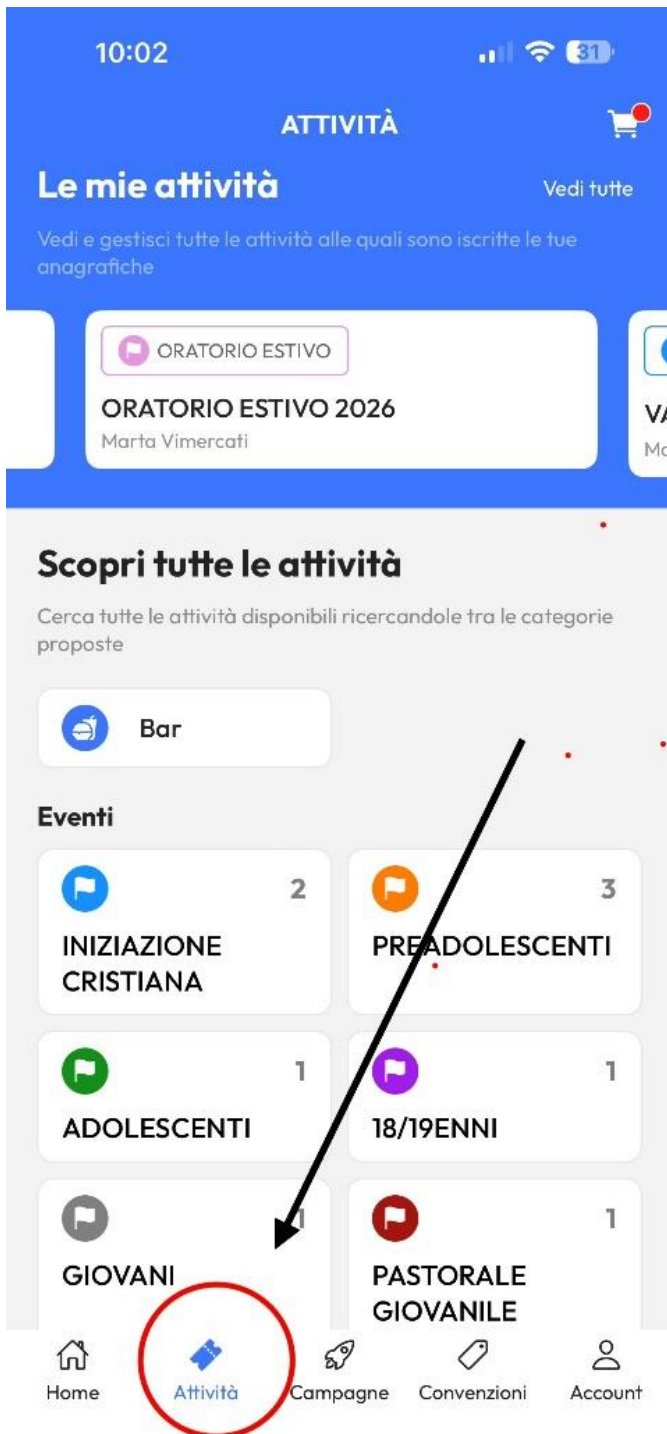 10:02
31
ATTIVITÀ
Le mie attività
Vedi tutte
Vedi e gestisci tutte le attività alle quali sono iscritte le tue
anagrafiche
ORATORIO ESTIVO
ORATORIO ESTIVO 2026
Marta Vimercati
Scopri tutte le attività
Cerca tutte le attività disponibili ricercandole tra le categorie
proposte
Bar
Eventi
2
INIZIAZIONE
CRISTIANA
3
PREADOLESCENTI
1
ADOLESCENTI
1
18/19ENNI
1
GIOVANI
1
PASTORALE
GIOVANILE
Home
Attività
Campagne
Convenzioni
Account